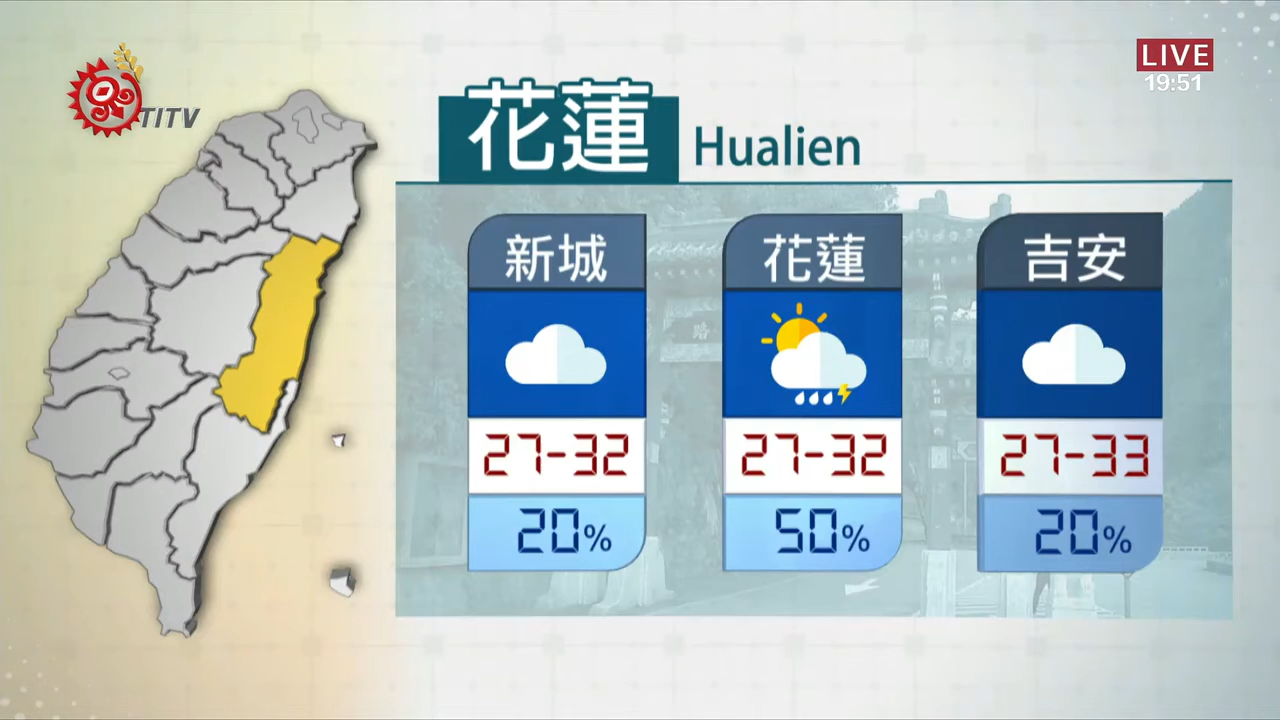 TITV
LIVE
19:51
花蓮 Hualien
新城 花蓮 吉安
27-32 27-32 27-33
20% 50% 20%
路